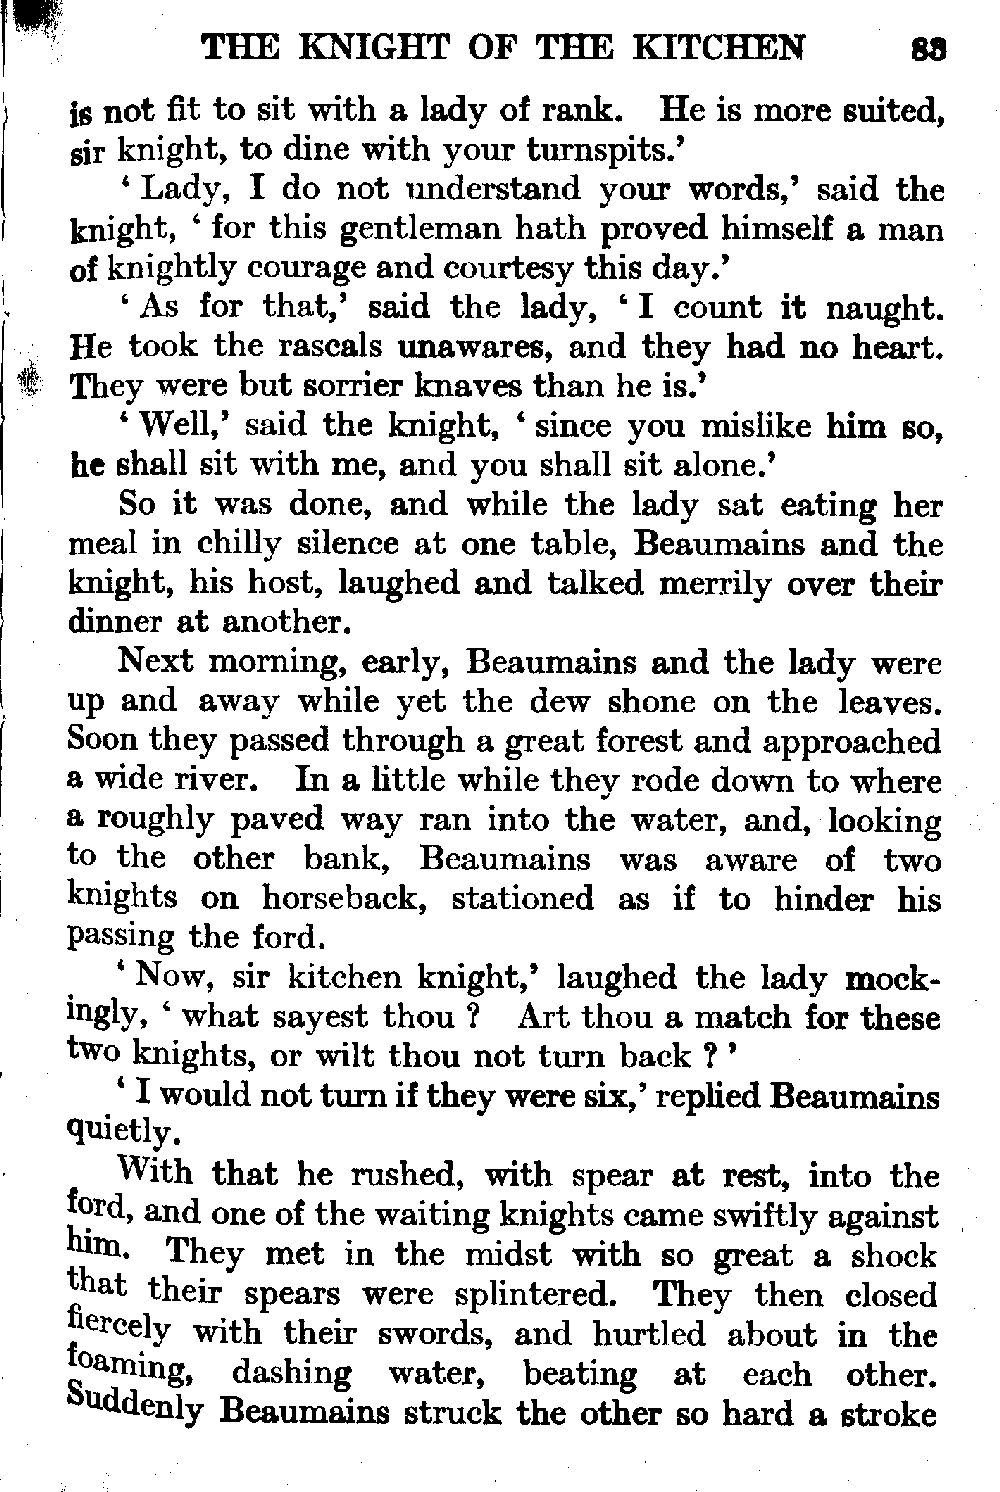 THE KNIGHT OF THE KITCHEN 83
is not fit to sit with a lady of rank. He is more suited,
sir knight, to dine with your turnspits.’
‘ Lady, I do not understand your words,’ said the
knight, ‘ for this gentleman hath proved himself a man
of knightly courage and courtesy this day.’
‘ As for that,’ said the lady, ‘ I count it naught.
He took the rascals unawares, and they had no heart.
They were but sorrier knaves than he is.’
‘ Well,’ said the knight, ‘ since you mislike him so,
he shall sit with me, and you shall sit alone.’
So it was done, and while the lady sat eating her
meal in chilly silence at one table, Beaumains and the
knight, his host, laughed and talked merrily over their
dinner at another.
Next morning, early, Beaumains and the lady were
up and away while yet the dew shone on the leaves.
Soon they passed through a great forest and approached
a wide river. In a little while they rode down to where
a roughly paved way ran into the water, and, looking
to the other bank, Beaumains was aware of two
knights on horseback, stationed as if to hinder his
passing the ford.
‘ Now, sir kitchen knight,’ laughed the lady mock-
ingly, ‘ what sayest thou ? Art thou a match for these
two knights, or wilt thou not turn back ? ’
‘ I would not turn if they were six,’ replied Beaumains
quietly.
With that he rushed, with spear at rest, into the
ford, and one of the waiting knights came swiftly against
him. They met in the midst with so great a shock
that their spears were splintered. They then closed
fiercely with their swords, and hurtled about in the
foaming, dashing water, beating at each other.
Suddenly Beaumains struck the other so hard a stroke